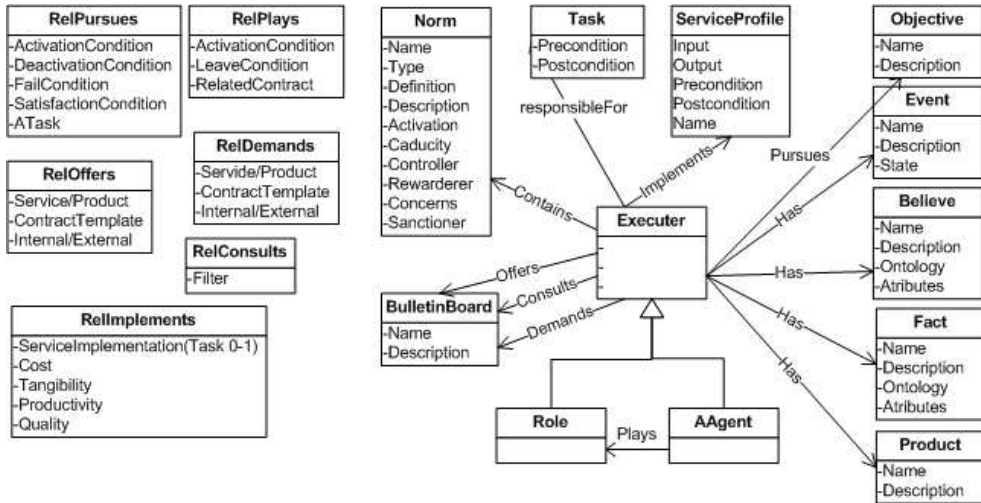 RelPursues
-ActivationCondition
-DeactivationCondition
-FailCondition
-SatisfactionCondition
-ATask
RelPlays
-ActivationCondition
-LeaveCondition
-RelatedContract
RelOffers
-Service/Product
-ContractTemplate
-Internal/External
RelDemands
-Servide/Product
-ContractTemplate
-Internal/External
RelConsults
-Filter
RelImplements
-ServiceImplementation(Task 0-1)
-Cost
-Tangibility
-Productivity
-Quality
Norm
-Name
-Type
-Definition
-Description
-Activation
-Caducity
-Controller
-Rewarderer
-Concerns
-Sanctioner
Task
-Precondition
-Postcondition
responsibleFor
ServiceProfile
Input
Output
Precondition
Postcondition
Name
Implements
Contains
Executer
-
-
-
Offers
Consults
Demands
BulletinBoard
-Name
-Description
Role
Plays
AAgent
Pursues
Has
Has
Has
Has
Objective
-Name
-Description
Event
-Name
-Description
-State
Believe
-Name
-Description
-Ontology
-Atributes
Fact
-Name
-Description
-Ontology
-Atributes
Product
-Name
-Description